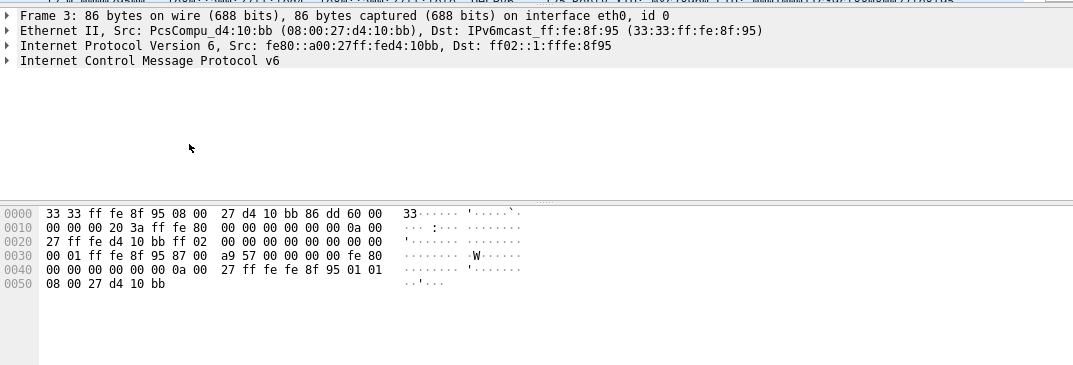 Frame 3: 86 bytes on wire (688 bits), 86 bytes captured (688 bits) on interface eth0, id 0
Ethernet II, Src: PcsCompu_d4:10:bb (08:00:27:d4:10:bb), Dst: IPv6mcast_ff:fe:8f:95 (33:33:ff:fe:8f:95)
Internet Protocol Version 6, Src: fe80::a00:27ff:fed4:10bb, Dst: ff02::1:fffe:8f95
Internet Control Message Protocol v6
0000 33 33 ff fe 8f 95 08 00 27 d4 10 bb 86 dd 60 00 33······ '·····`·
0010 00 00 00 20 3a ff fe 80 00 00 00 00 00 00 0a 00 ··· :··· ········
0020 27 ff fe d4 10 bb ff 02 00 00 00 00 00 00 00 00 '······· ········
0030 00 01 ff fe 8f 95 87 00 a9 57 00 00 00 00 fe 80 ········ ·W······
0040 00 00 00 00 00 00 0a 00 27 ff fe fe 8f 95 01 01 ········ '·······
0050 08 00 27 d4 10 bb ··'···